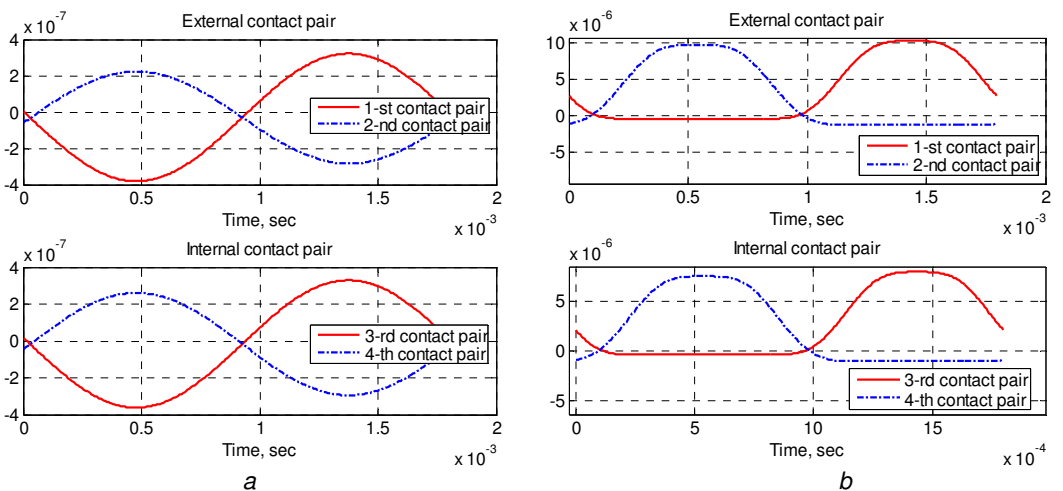 External contact pair
x 10^-7
4
2
0
-2
-4
1-st contact pair
2-nd contact pair
0
0.5
1
1.5
2
Time, sec
x 10^-3
Internal contact pair
x 10^-7
4
2
0
-2
-4
3-rd contact pair
4-th contact pair
0
0.5
1
1.5
2
Time, sec
x 10^-3
a
External contact pair
x 10^-6
10
5
0
-5
1-st contact pair
2-nd contact pair
0
0.5
1
1.5
2
Time, sec
x 10^-3
Internal contact pair
x 10^-6
5
0
-5
3-rd contact pair
4-th contact pair
0
5
10
15
Time, sec
x 10^-4
b